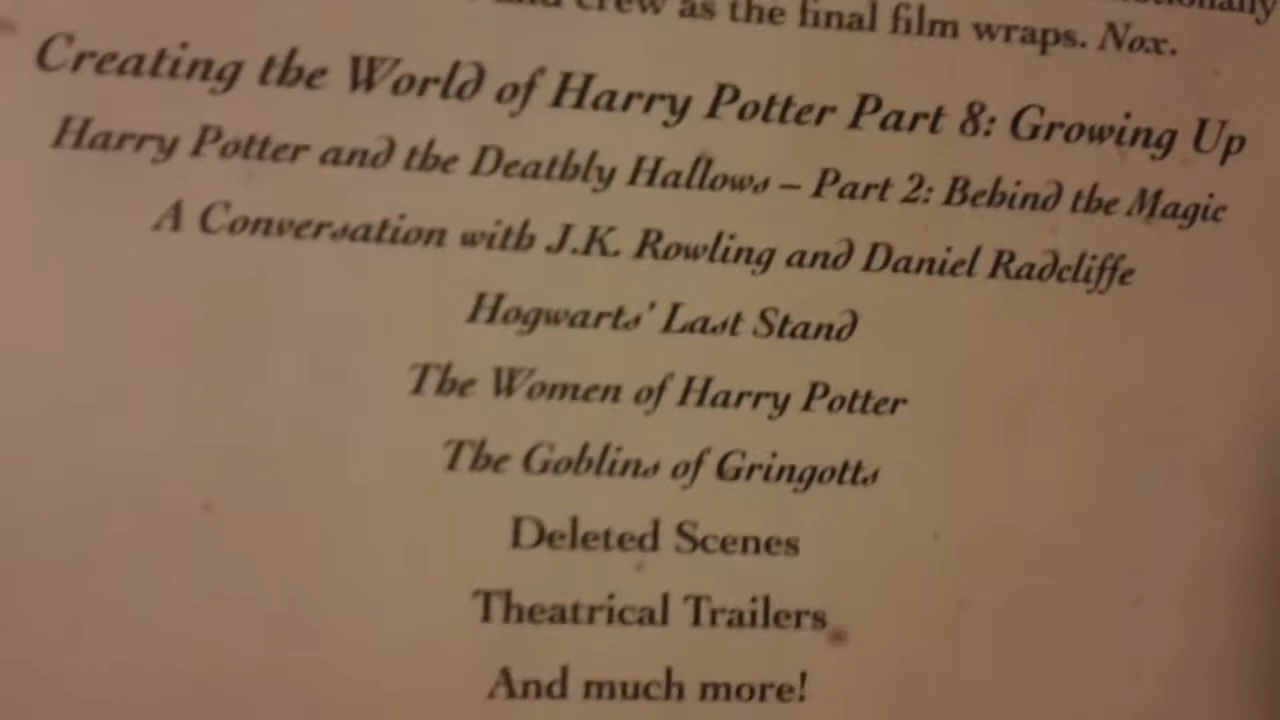 crew as the final film wraps. Nox.
Creating the World of Harry Potter Part 8: Growing Up
Harry Potter and the Deathly Hallows – Part 2: Behind the Magic
A Conversation with J.K. Rowling and Daniel Radcliffe
Hogwarts' Last Stand
The Women of Harry Potter
The Goblins of Gringotts
Deleted Scenes
Theatrical Trailers
And much more!